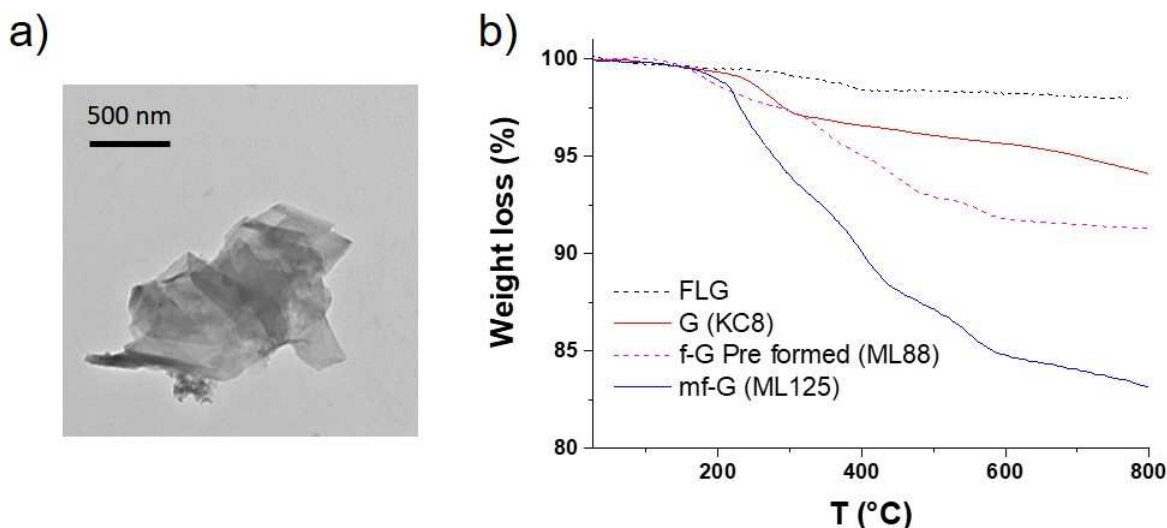 a)
500 nm
b)
Weight loss (%)
100
95
90
85
80
FLG
G (KC8)
f-G Pre formed (ML88)
mf-G (ML125)
200
400
600
800
T (°C)